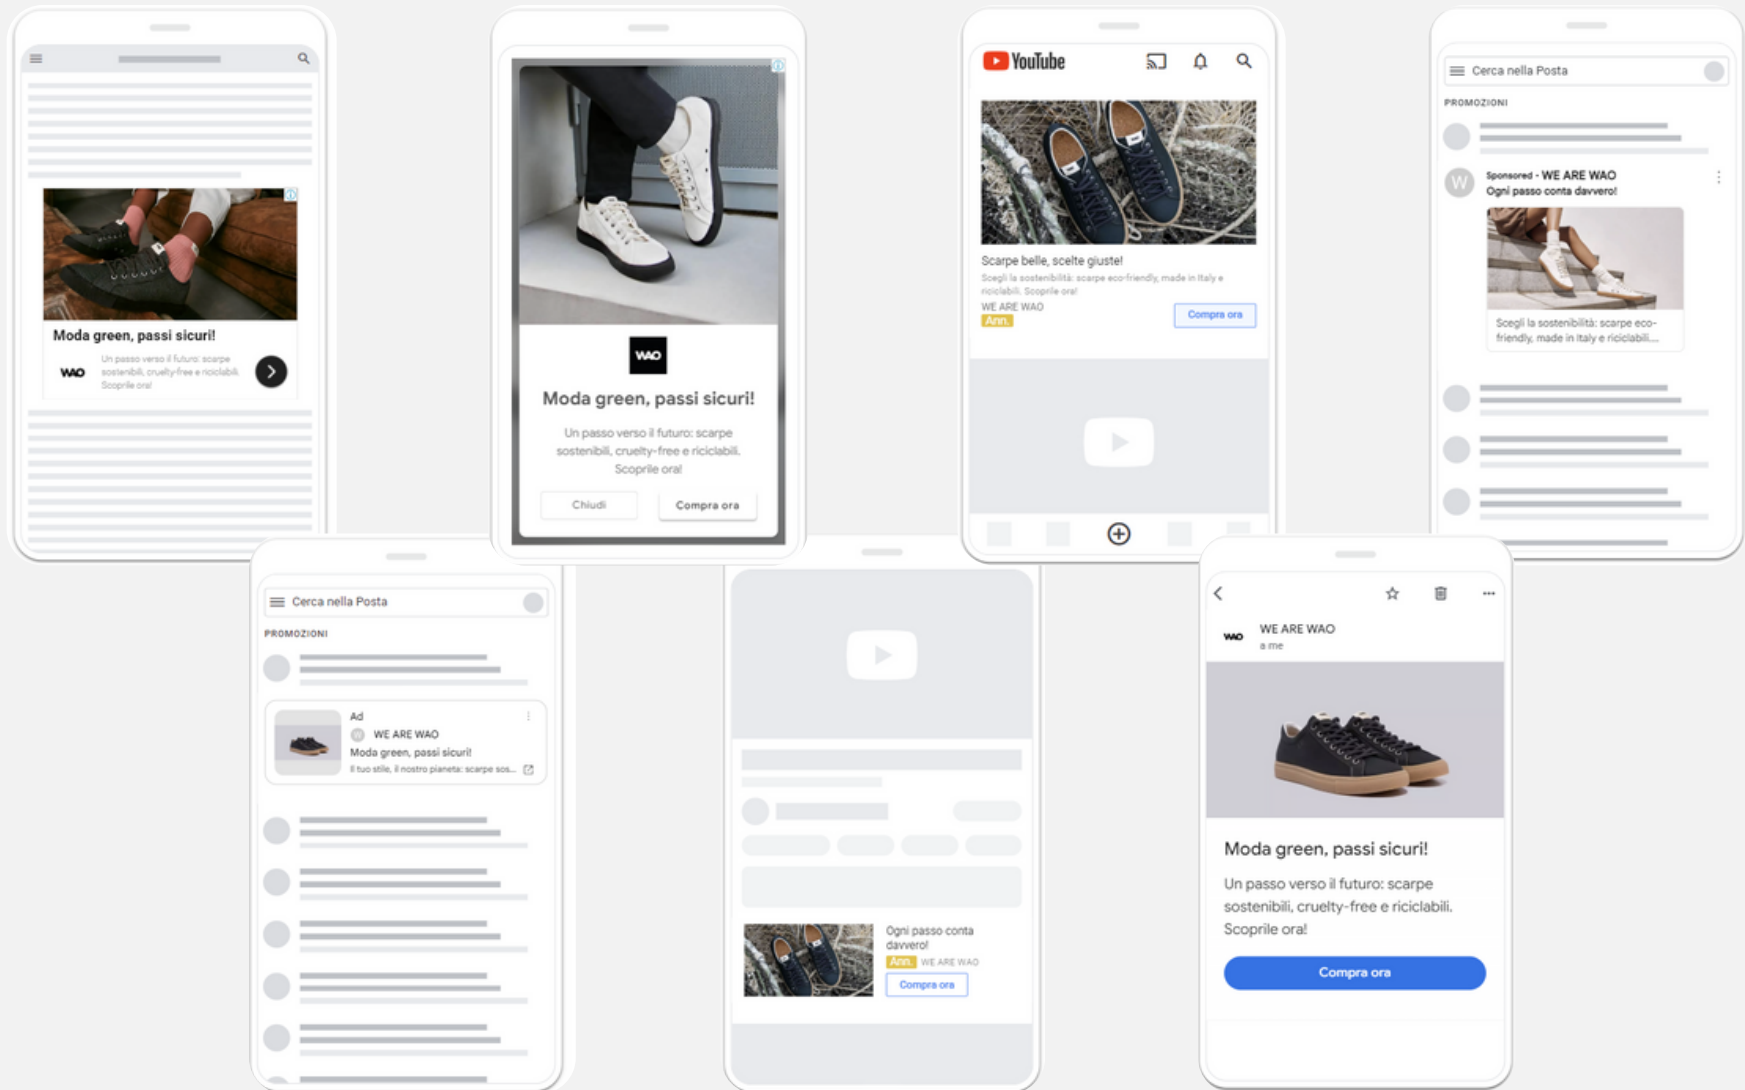 Moda green, passi sicuri!
WAO
Un passo verso il futuro: scarpe
sostenibili, cruelty-free e riciclabili.
Scoprile ora!
WAO
Moda green, passi sicuri!
Un passo verso il futuro: scarpe
sostenibili, cruelty-free e riciclabili.
Scoprile ora!
Chiudi
Compra ora
YouTube
Scarpe belle, scelte giuste!
Scegli la sostenibilità: scarpe eco-friendly, made in Italy e
riciclabili. Scoprile ora!
WE ARE WAO
Ann.
Compra ora
Cerca nella Posta
PROMOZIONI
W
Sponsored - WE ARE WAO
Ogni passo conta davvero!
Scegli la sostenibilità: scarpe eco-
friendly, made in Italy e riciclabili....
Cerca nella Posta
PROMOZIONI
Ad
W WE ARE WAO
Moda green, passi sicuri!
Il tuo stile, il nostro pianeta: scarpe sos...
Ogni passo conta
davvero!
Ann. WE ARE WAO
Compra ora
WAO
WE ARE WAO
a me
Moda green, passi sicuri!
Un passo verso il futuro: scarpe
sostenibili, cruelty-free e riciclabili.
Scoprile ora!
Compra ora